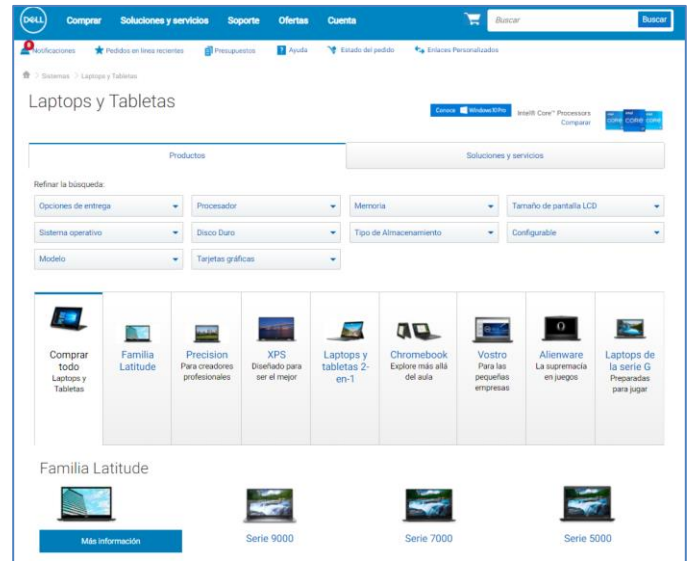 DELL
Comprar Soluciones y servicios Soporte Ofertas Cuenta Buscar Buscar
Notificaciones Pedidos en línea recientes Presupuestos ? Ayuda Estado del pedido Enlaces Personalizados
> Sistemas > Laptops y Tabletas
Laptops y Tabletas
Conoce Windows 10 Pro
Intel® Core™ Processors
Comparar
core core core
Productos Soluciones y servicios
Refinar la búsqueda:
Opciones de entrega Procesador Memoria Tamaño de pantalla LCD
Sistema operativo Disco Duro Tipo de Almacenamiento Configurable
Modelo Tarjetas gráficas
Comprar
todo
Laptops y
Tabletas
Familia
Latitude
Precision
Para creadores
profesionales
XPS
Diseñado para
ser el mejor
Laptops y
tabletas 2-
en-1
Chromebook
Explore más allá
del aula
Vostro
Para las
pequeñas
empresas
Alienware
La supremacía
en juegos
Laptops de
la serie G
Preparadas
para jugar
Familia Latitude
Más información Serie 9000 Serie 7000 Serie 5000